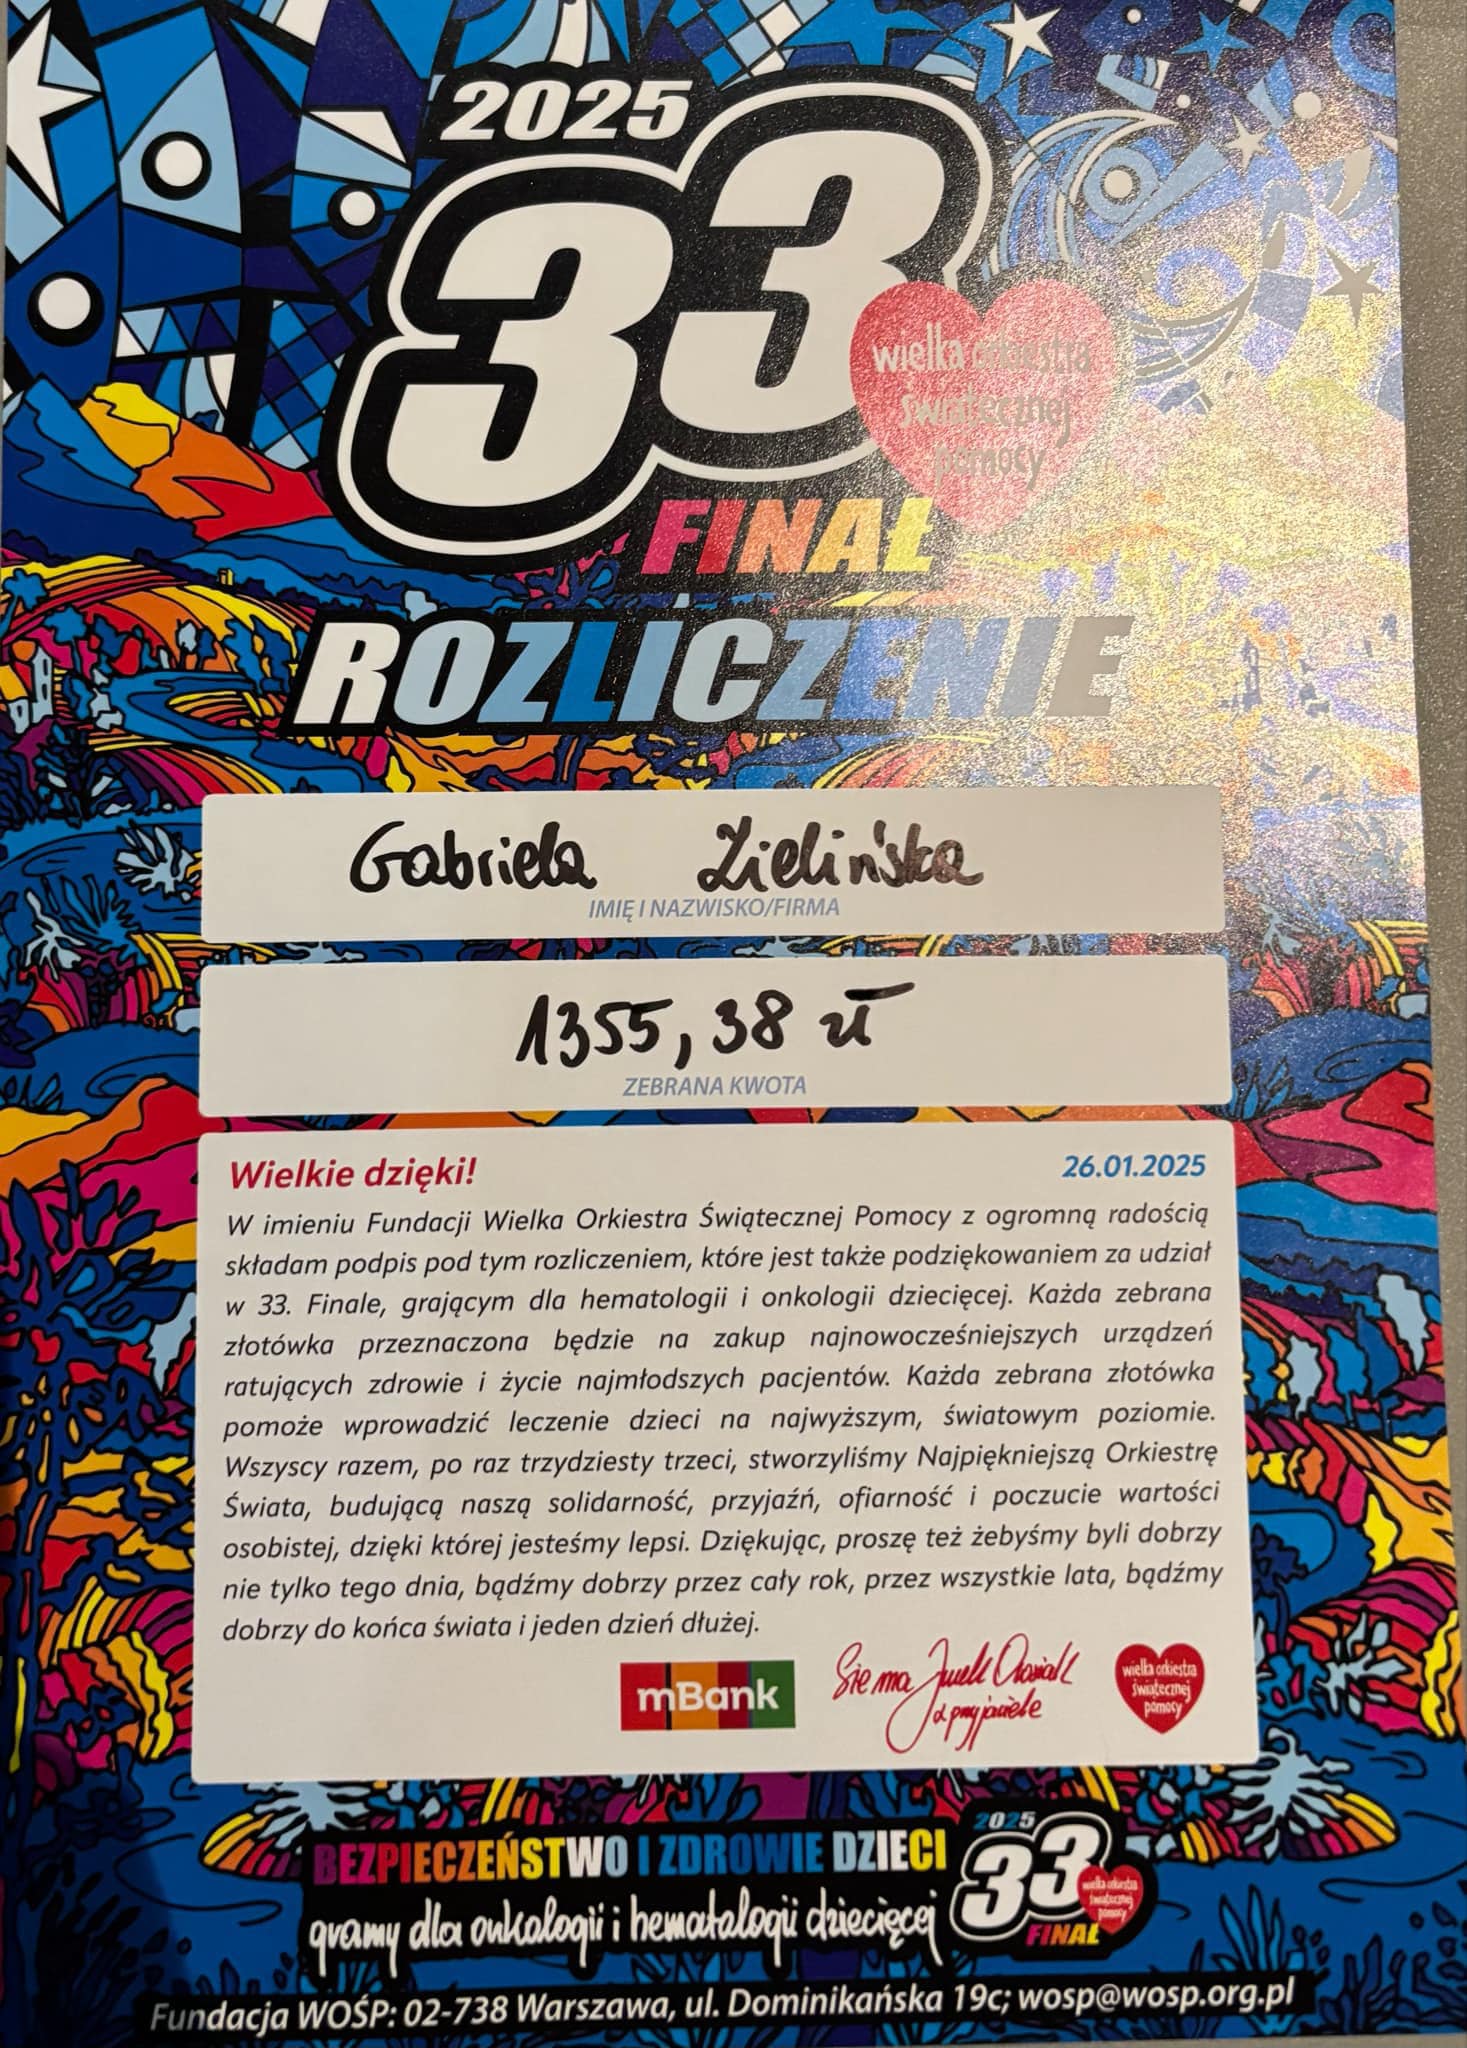 2025
33
wielka orkiestra
świątecznej
pomocy
FINAŁ
ROZLICZENIE
Gabriela Zielińska
IMIĘ I NAZWISKO/FIRMA
1355,38 zł
ZEBRANA KWOTA
Wielkie dzięki! 26.01.2025
W imieniu Fundacji Wielka Orkiestra Świątecznej Pomocy z ogromną radością
składam podpis pod tym rozliczeniem, które jest także podziękowaniem za udział
w 33. Finale, grającym dla hematologii i onkologii dziecięcej. Każda zebrana
złotówka przeznaczona będzie na zakup najnowocześniejszych urządzeń
ratujących zdrowie i życie najmłodszych pacjentów. Każda zebrana złotówka
pomoże wprowadzić leczenie dzieci na najwyższym, światowym poziomie.
Wszyscy razem, po raz trzydziesty trzeci, stworzyliśmy Najpiękniejszą Orkiestrę
Świata, budującą naszą solidarność, przyjaźń, ofiarność i poczucie wartości
osobistej, dzięki której jesteśmy lepsi. Dziękując, proszę też żebyśmy byli dobrzy
nie tylko tego dnia, bądźmy dobrzy przez cały rok, przez wszystkie lata, bądźmy
dobrzy do końca świata i jeden dzień dłużej.
mBank
Sie ma Jurek Owsiak
z przyjaciele
wielka orkiestra
świątecznej
pomocy
BEZPIECZEŃSTWO I ZDROWIE DZIECI
gramy dla onkologii i hematologii dziecięcej
2025
33
wielka orkiestra
świątecznej
pomocy
FINAŁ
Fundacja WOŚP: 02-738 Warszawa, ul. Dominikańska 19c; wosp@wosp.org.pl